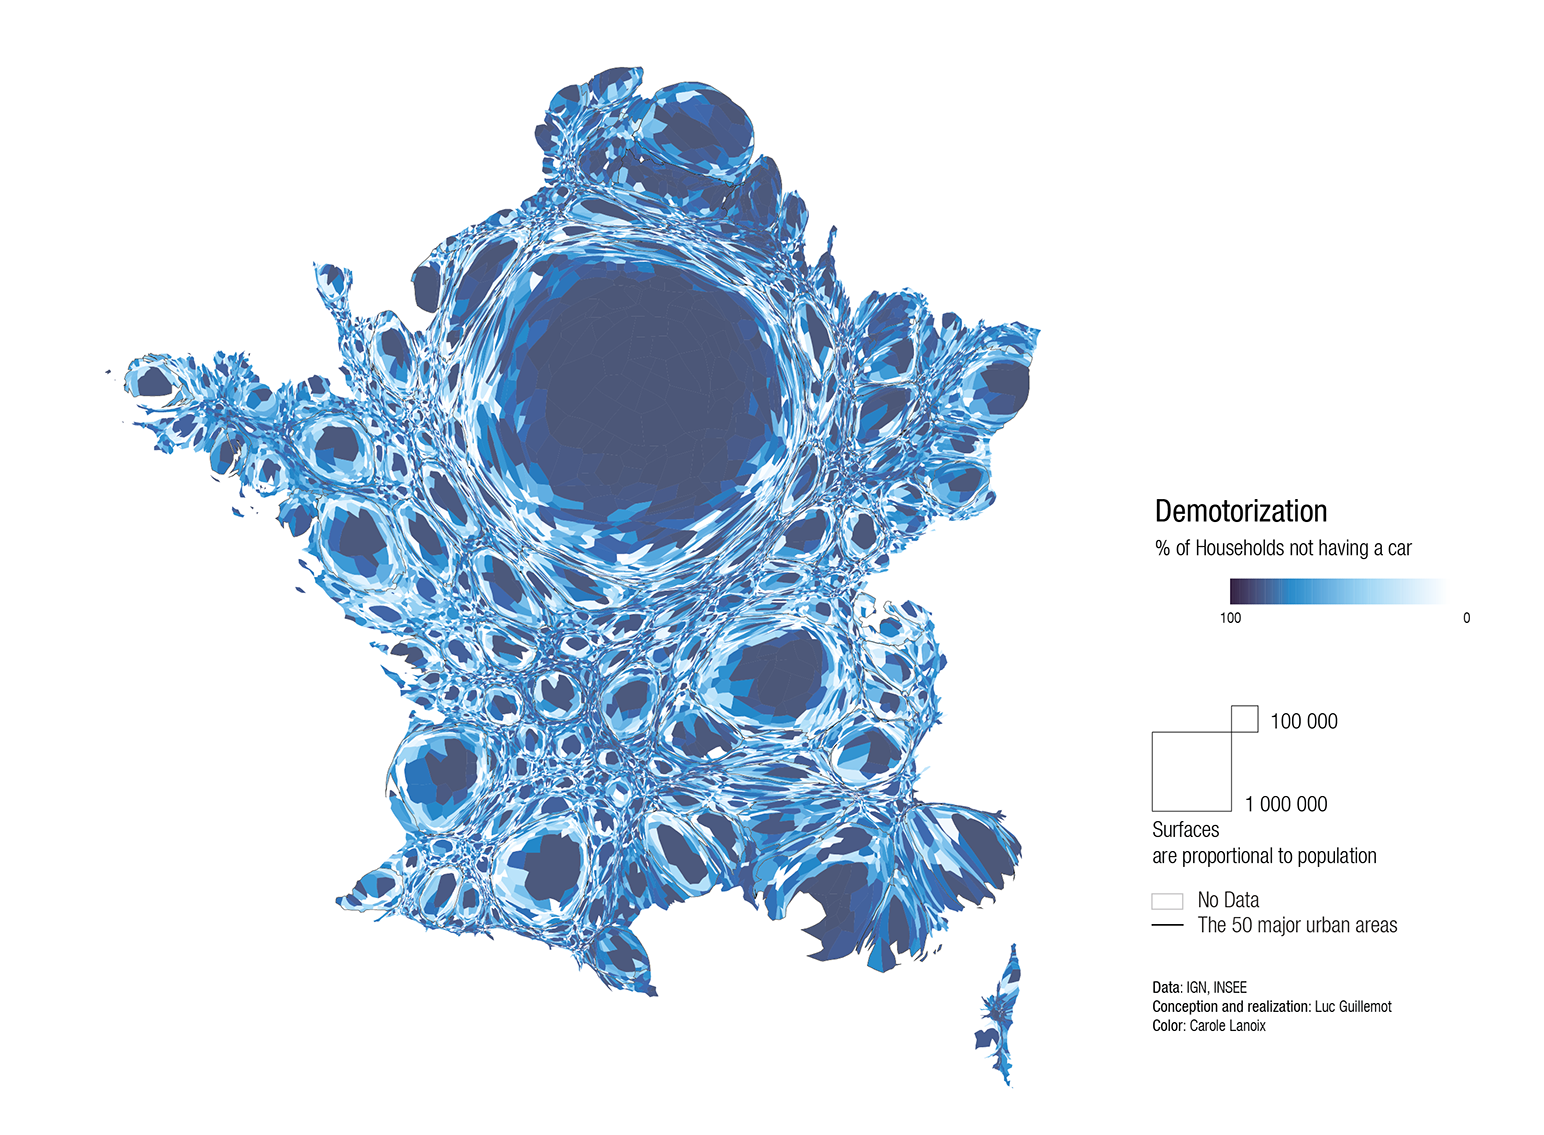 Demotorization
% of Households not having a car
100 0
100 000
1 000 000
Surfaces
are proportional to population
No Data
The 50 major urban areas
Data: IGN, INSEE
Conception and realization: Luc Guillemot
Color: Carole Lanoix